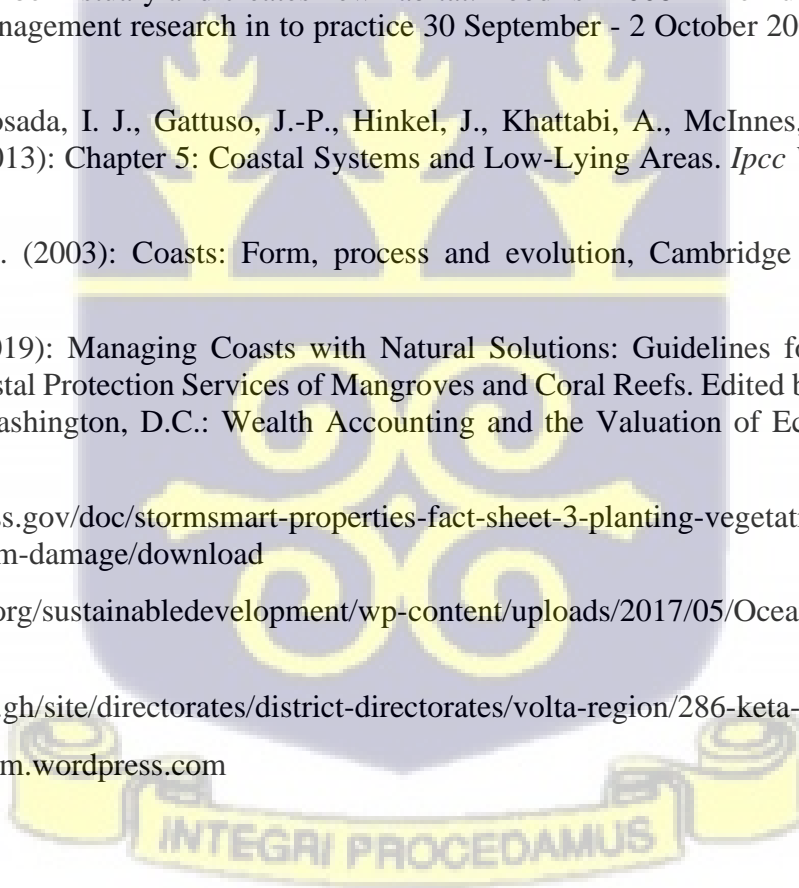 nagement research in to practice 30 September - 2 October 20
osada, I. J., Gattuso, J.-P., Hinkel, J., Khattabi, A., McInnes,
013): Chapter 5: Coastal Systems and Low-Lying Areas. Ipcc
. (2003): Coasts: Form, process and evolution, Cambridge
019): Managing Coasts with Natural Solutions: Guidelines fo
stal Protection Services of Mangroves and Coral Reefs. Edited b
ashington, D.C.: Wealth Accounting and the Valuation of Ec
ss.gov/doc/stormsmart-properties-fact-sheet-3-planting-vegetati
m-damage/download
org/sustainabledevelopment/wp-content/uploads/2017/05/Ocea
.gh/site/directorates/district-directorates/volta-region/286-keta-
m.wordpress.com
INTEGRI PROCEDAMUS